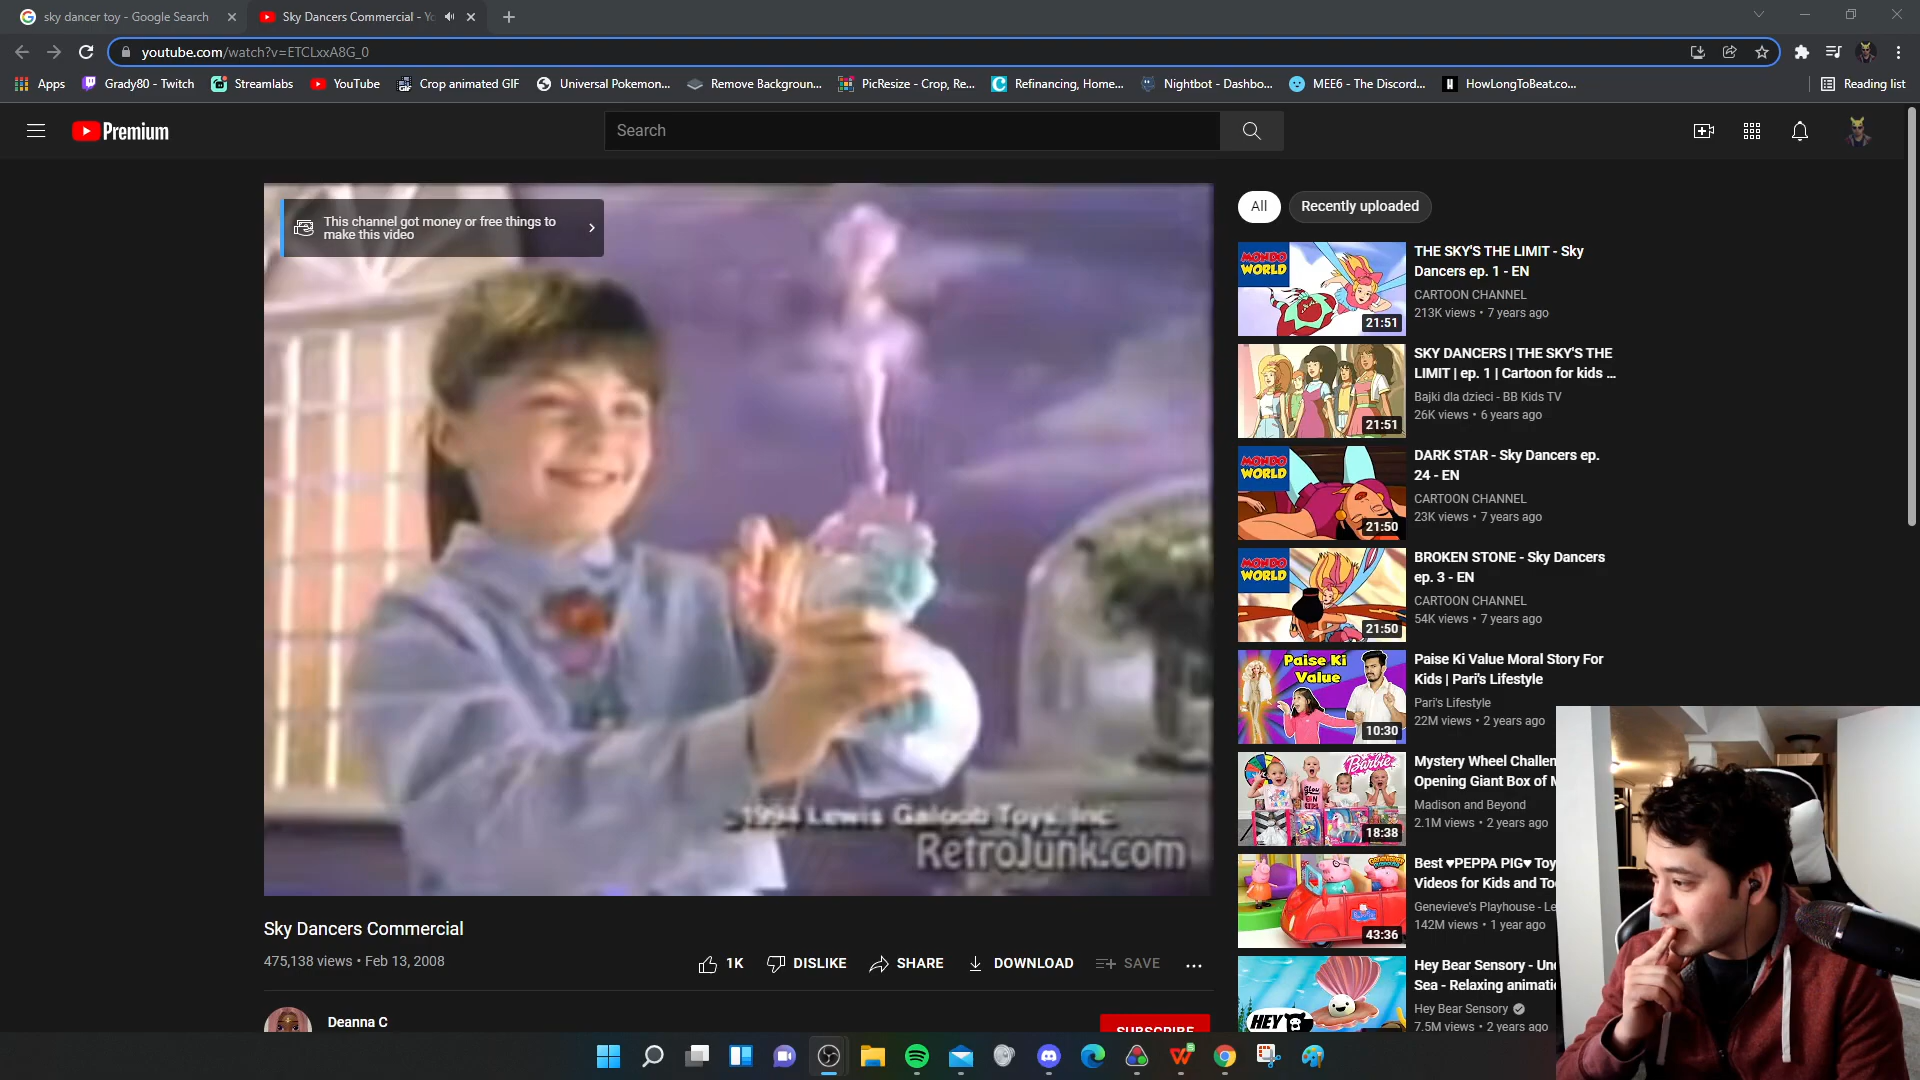 sky dancer toy - Google Search
Sky Dancers Commercial - Yo
youtube.com/watch?v=ETCLxxA8G_0
Apps
Grady80 - Twitch
Streamlabs
YouTube
Crop animated GIF
Universal Pokemon...
Remove Backgroun...
PicResize - Crop, Re...
Refinancing, Home...
Nightbot - Dashbo...
MEE6 - The Discord...
HowLongToBeat.co...
Reading list
Premium
Search
This channel got money or free things to
make this video
1994 Lewis Galoob Toys, Inc.
RetroJunk.com
Sky Dancers Commercial
475,138 views • Feb 13, 2008
1K
DISLIKE
SHARE
DOWNLOAD
SAVE
Deanna C
SUBSCRIBE
All
Recently uploaded
MONDO
WORLD
21:51
THE SKY'S THE LIMIT - Sky
Dancers ep. 1 - EN
CARTOON CHANNEL
213K views • 7 years ago
21:51
SKY DANCERS | THE SKY'S THE
LIMIT | ep. 1 | Cartoon for kids ...
Bajki dla dzieci - BB Kids TV
26K views • 6 years ago
MONDO
WORLD
21:50
DARK STAR - Sky Dancers ep.
24 - EN
CARTOON CHANNEL
23K views • 7 years ago
MONDO
WORLD
21:50
BROKEN STONE - Sky Dancers
ep. 3 - EN
CARTOON CHANNEL
54K views • 7 years ago
Paise Ki
Value
10:30
Paise Ki Value Moral Story For
Kids | Pari's Lifestyle
Pari's Lifestyle
22M views • 2 years ago
Barbie
18:38
Mystery Wheel Challen
Opening Giant Box of M
Madison and Beyond
2.1M views • 2 years ago
43:36
Best ♥PEPPA PIG♥ Toy
Videos for Kids and To
Genevieve's Playhouse - Le
142M views • 1 year ago
HEY
Hey Bear Sensory - Un
Sea - Relaxing animati
Hey Bear Sensory
7.5M views • 2 years ago